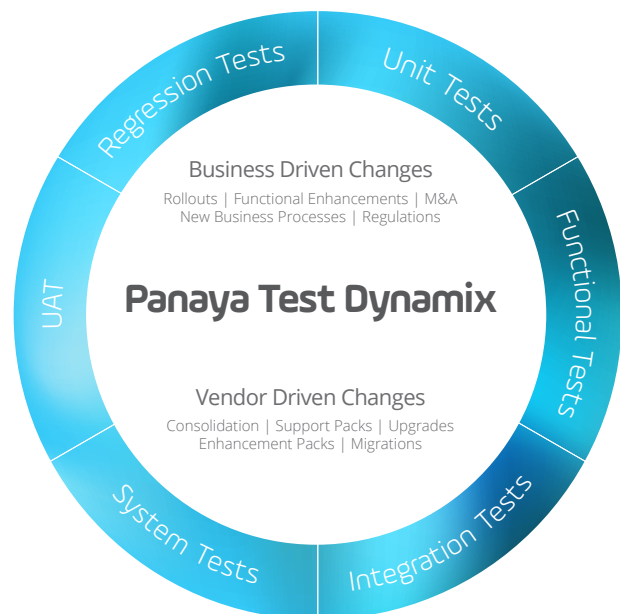 Regression Tests
Unit Tests
Functional Tests
Integration Tests
System Tests
UAT
Business Driven Changes
Rollouts | Functional Enhancements | M&A
New Business Processes | Regulations
Panaya Test Dynamix
Vendor Driven Changes
Consolidation | Support Packs | Upgrades
Enhancement Packs | Migrations